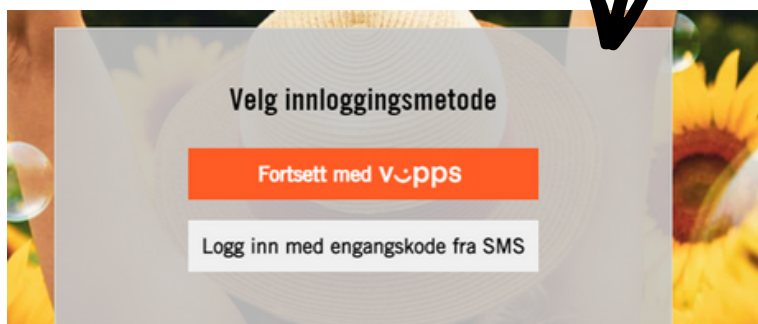 Velg innloggingsmetode
Fortsett med vipps
Logg inn med engangskode fra SMS